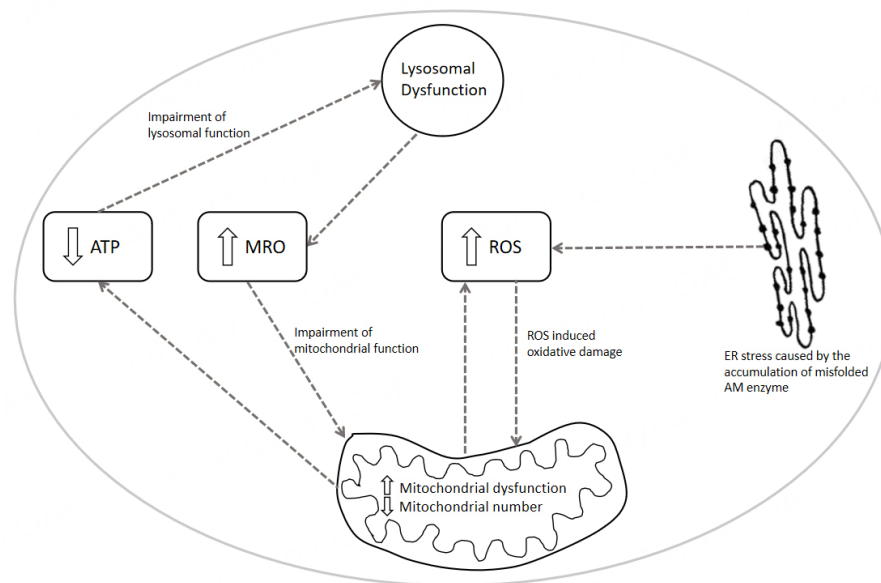 Lysosomal
Dysfunction
Impairment of
lysosomal function
ATP
MRO
ROS
Impairment of
mitochondrial function
ROS induced
oxidative damage
ER stress caused by the
accumulation of misfolded
AM enzyme
Mitochondrial dysfunction
Mitochondrial number